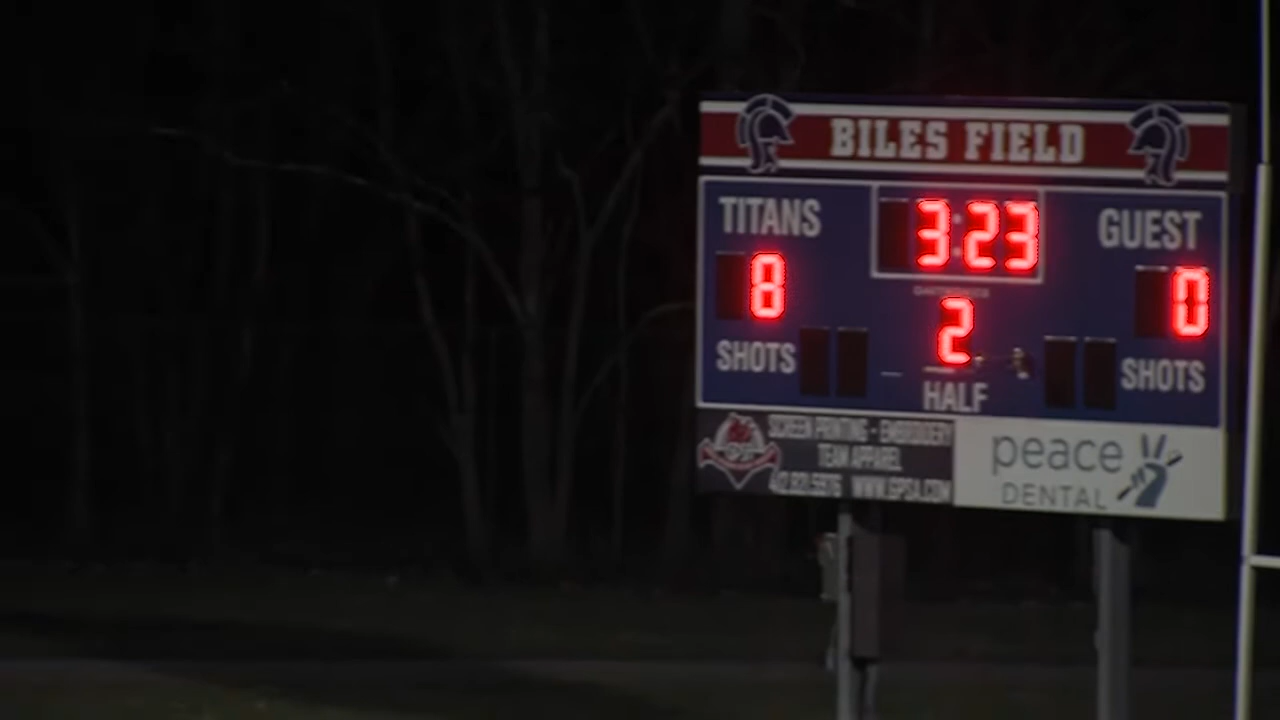 BILES FIELD
TITANS
3:23
GUEST
8
0
2
SHOTS
SHOTS
HALF
SCREEN PRINTING - EMBROIDERY
TEAM APPAREL
WWW.GPSA.COM
peace
DENTAL